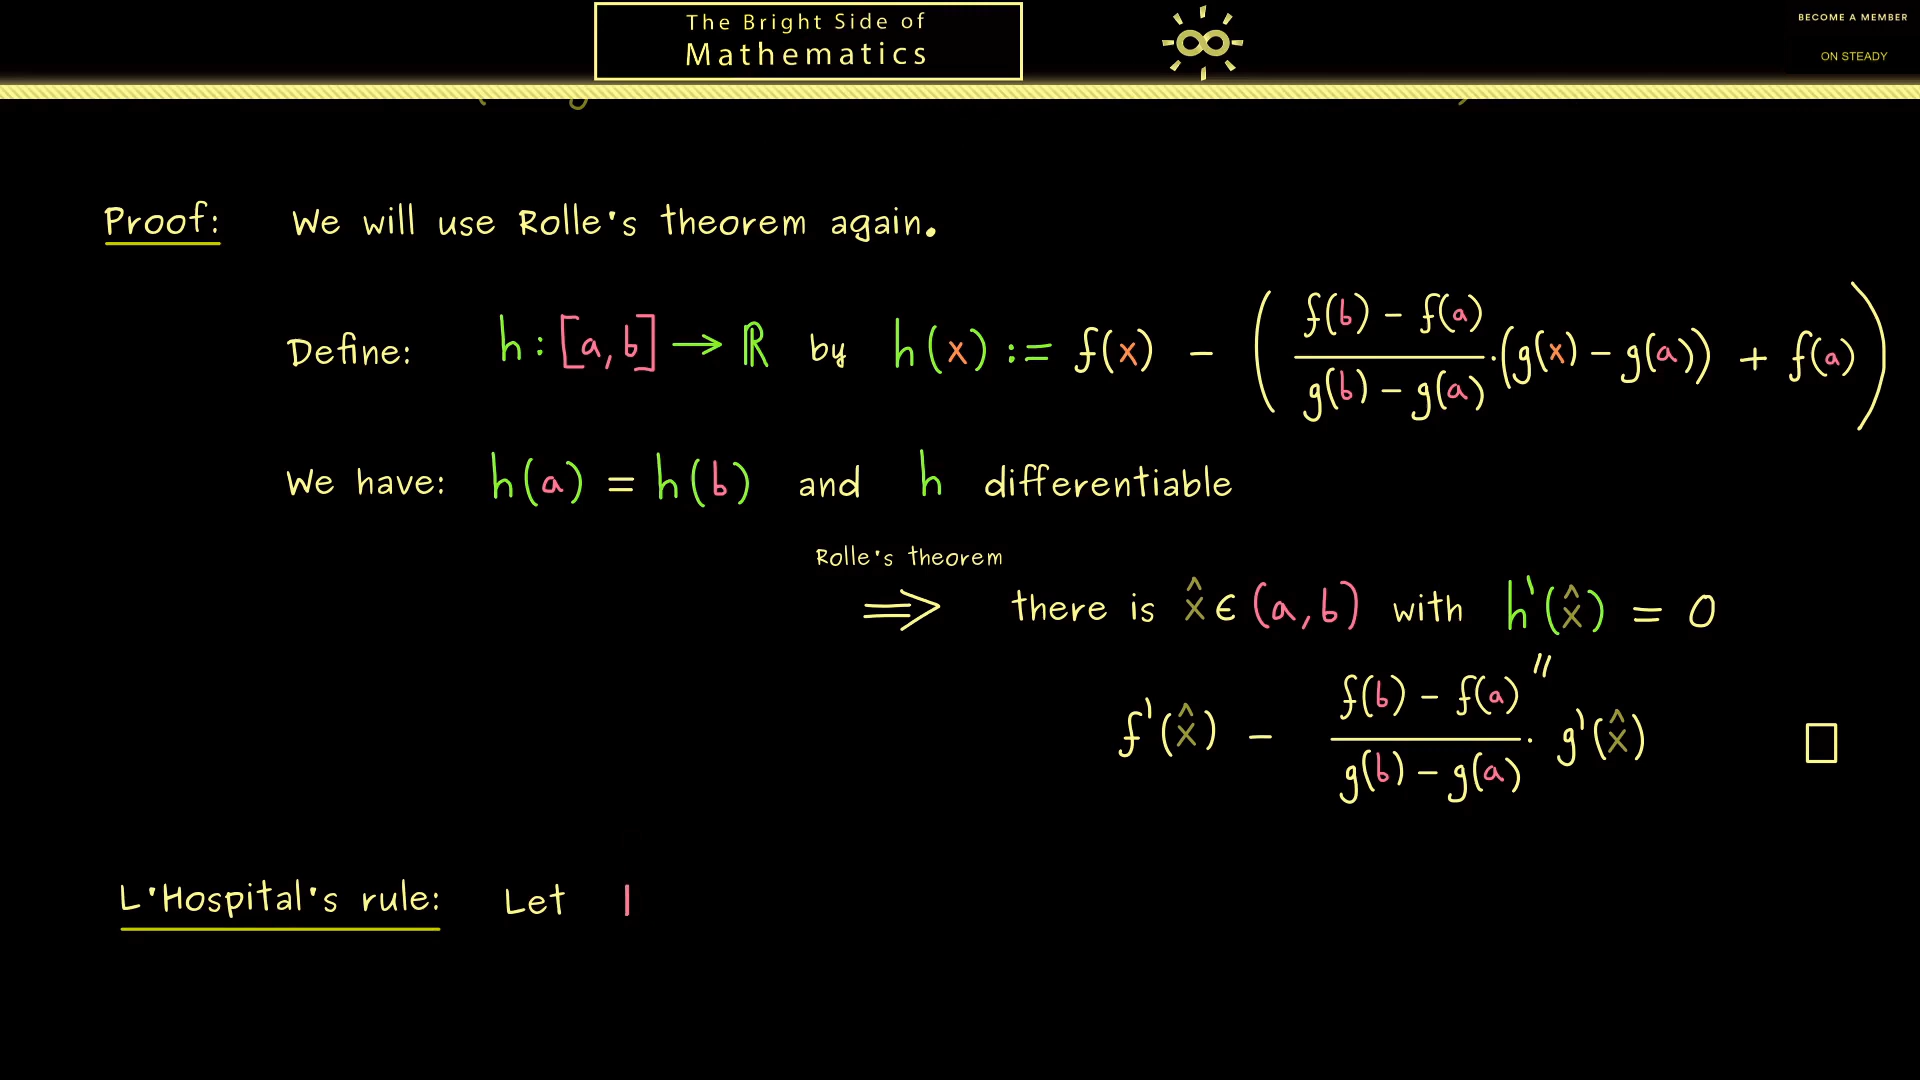 The Bright Side of
Mathematics
BECOME A MEMBER
ON STEADY
Proof: We will use Rolle's theorem again.
Define: h : [a, b] → ℝ by h(x) := f(x) − ( (f(b) − f(a)) / (g(b) − g(a)) · (g(x) − g(a)) + f(a) )
We have: h(a) = h(b) and h differentiable
Rolle's theorem
⟹ there is x̂ ∈ (a, b) with h'(x̂) = 0
"
f'(x̂) − (f(b) − f(a)) / (g(b) − g(a)) · g'(x̂) □
L'Hospital's rule: Let I